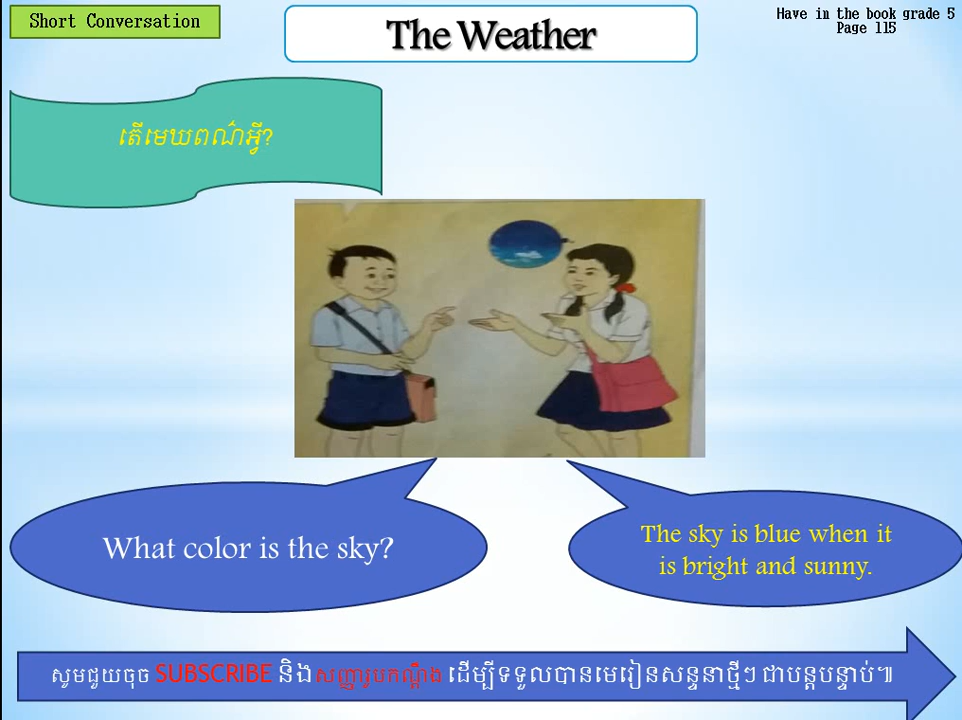 Short Conversation
The Weather
Have in the book grade 5
Page 115
តើមេឃពណ៌អ្វី?
What color is the sky?
The sky is blue when it
is bright and sunny.
សូមជួយចុច SUBSCRIBE និងសញ្ញារូបកណ្ដឹង ដើម្បីទទួលបានមេរៀនសន្ទនាថ្មីៗ ជាបន្តបន្ទាប់៕